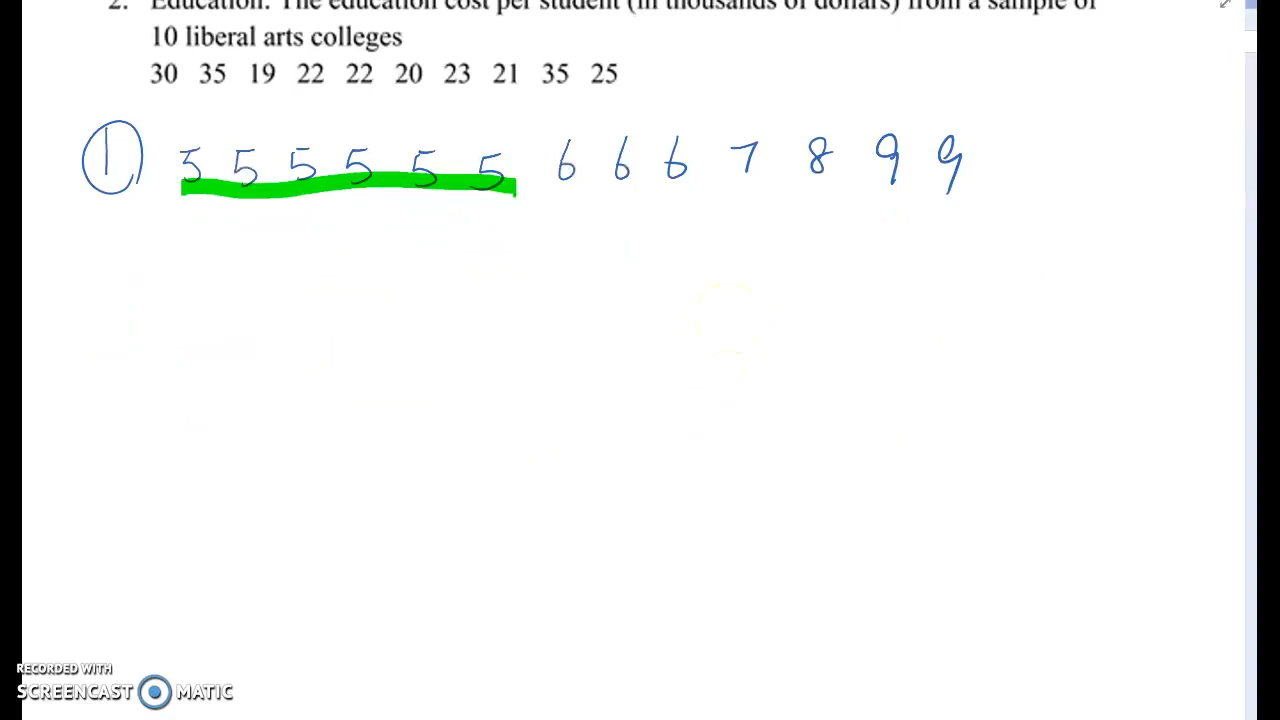 2. Education. The education cost per student (in thousands of dollars) from a sample of
10 liberal arts colleges
30 35 19 22 22 20 23 21 35 25
1 5 5 5 5 5 5 6 6 6 7 8 9 9
RECORDED WITH
SCREENCAST MATIC